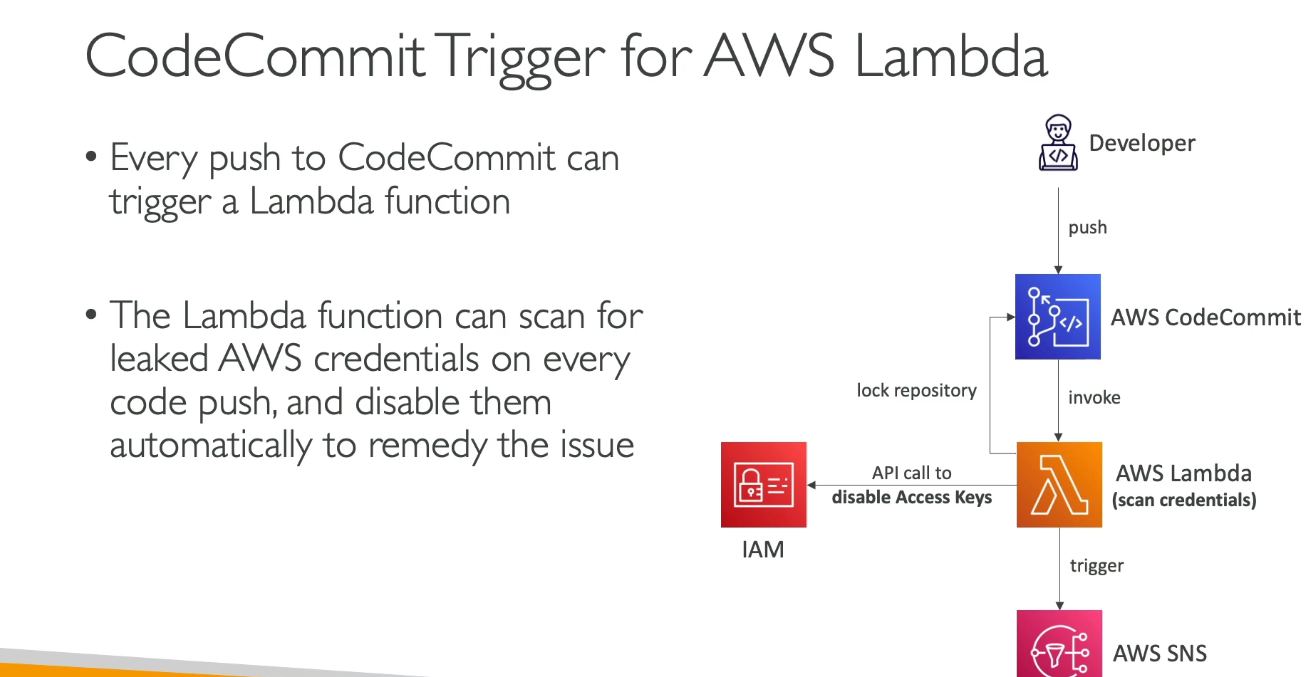 CodeCommit Trigger for AWS Lambda
• Every push to CodeCommit can
trigger a Lambda function
• The Lambda function can scan for
leaked AWS credentials on every
code push, and disable them
automatically to remedy the issue
Developer
push
AWS CodeCommit
lock repository
invoke
API call to
disable Access Keys
AWS Lambda
(scan credentials)
IAM
trigger
AWS SNS